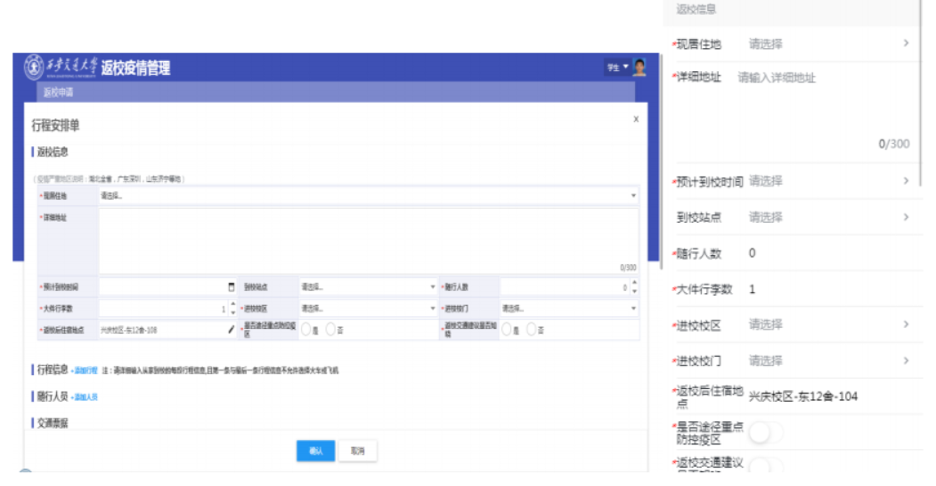 西安交通大学 返校疫情管理
学生
返校申请
行程安排单
x
返校信息
(疫情严重地区说明：湖北全省，广东深圳，山东济宁等地)
*现居住地 请选择...
*详细地址
0/300
*预计到校时间 到校站点 请选择... *随行人数 0
*大件行李数 1 *进校校区 请选择... *进校校门 请选择...
*返校后住宿地点 兴庆校区-东12舍-108 *是否途径重点防控疫区 是 否 *返校交通建议是否知晓 是 否
行程信息 +添加行程 注：请详细输入从家到校的每段行程信息,且第一条与最后一条行程信息不允许选择火车或飞机
随行人员 +添加人员
交通票据
确认 取消
返校信息
*现居住地 请选择
*详细地址 请输入详细地址
0/300
*预计到校时间 请选择
到校站点 请选择
*随行人数 0
*大件行李数 1
*进校校区 请选择
*进校校门 请选择
*返校后住宿地点 兴庆校区-东12舍-104
*是否途径重点
防控疫区
*返校交通建议